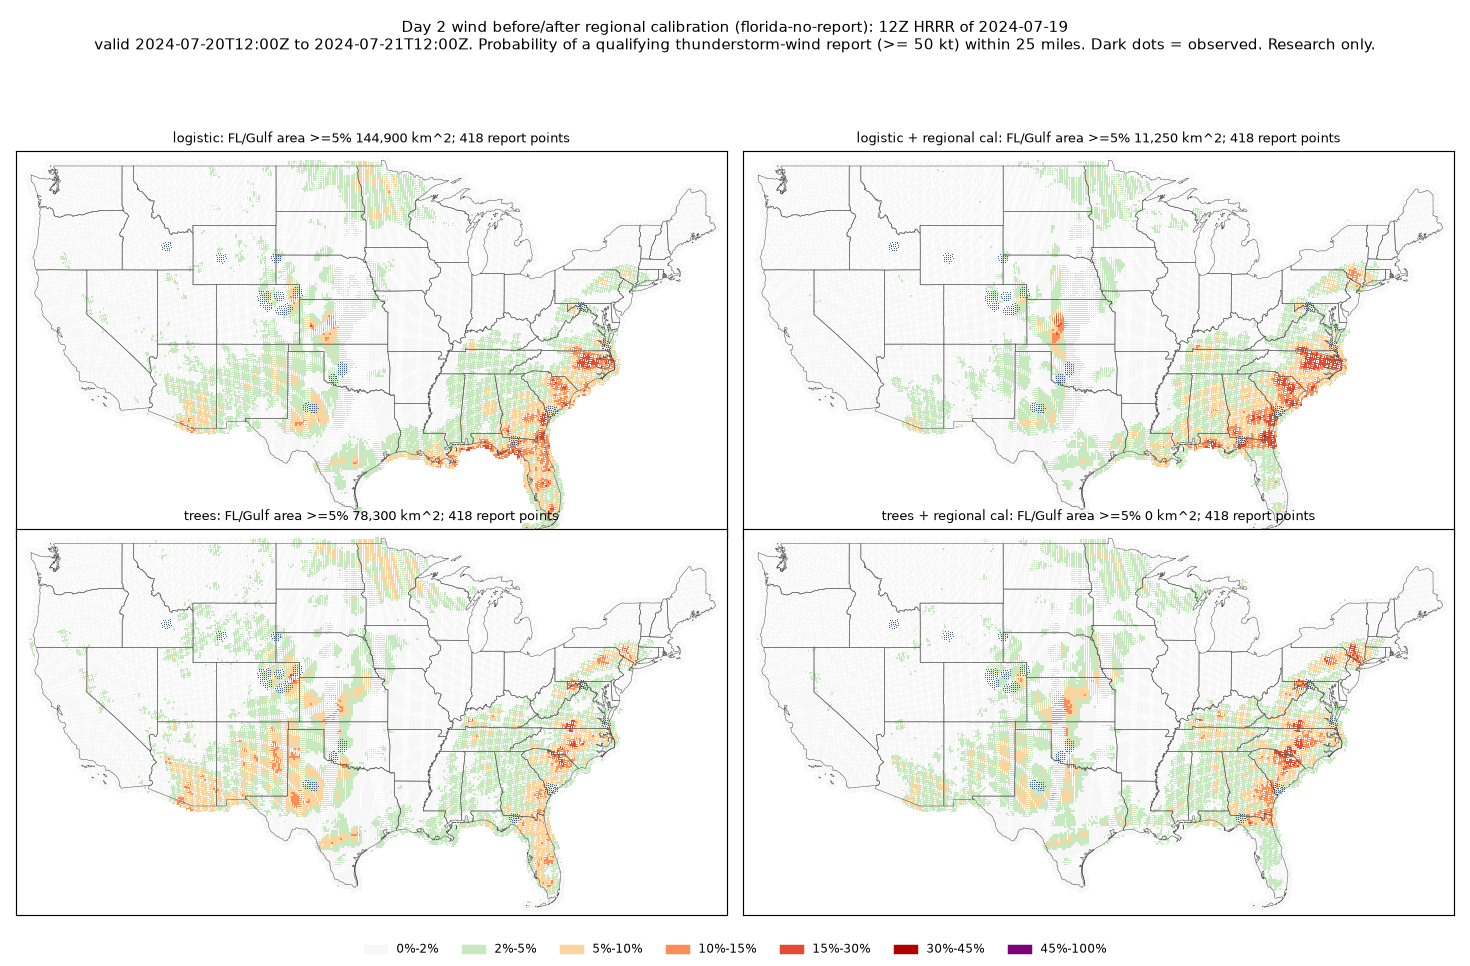 Day 2 wind before/after regional calibration (florida-no-report): 12Z HRRR of 2024-07-19
valid 2024-07-20T12:00Z to 2024-07-21T12:00Z. Probability of a qualifying thunderstorm-wind report (>= 50 kt) within 25 miles. Dark dots = observed. Research only.
logistic: FL/Gulf area >=5% 144,900 km^2; 418 report points
logistic + regional cal: FL/Gulf area >=5% 11,250 km^2; 418 report points
trees: FL/Gulf area >=5% 78,300 km^2; 418 report points
trees + regional cal: FL/Gulf area >=5% 0 km^2; 418 report points
0%-2% 2%-5% 5%-10% 10%-15% 15%-30% 30%-45% 45%-100%